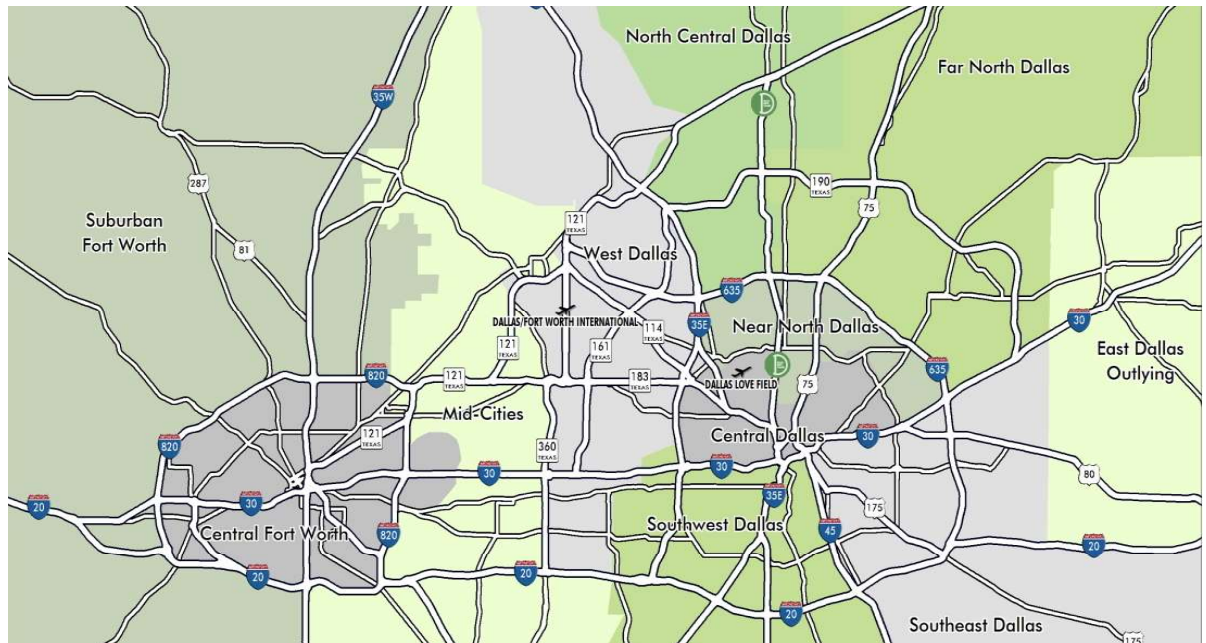 North Central Dallas
Far North Dallas
35W
287
190
TEXAS
75
Suburban
Fort Worth
81
121
TEXAS
West Dallas
635
DALLAS/FORT WORTH INTERNATIONAL
114
TEXAS
35E
Near North Dallas
30
121
TEXAS
161
TEXAS
East Dallas
Outlying
820
121
TEXAS
183
TEXAS
DALLAS LOVE FIELD
75
635
Mid-Cities
820
121
TEXAS
360
TEXAS
Central Dallas
30
30
30
80
20
30
35E
175
Central Fort Worth
820
Southwest Dallas
45
20
20
20
20
Southeast Dallas
175